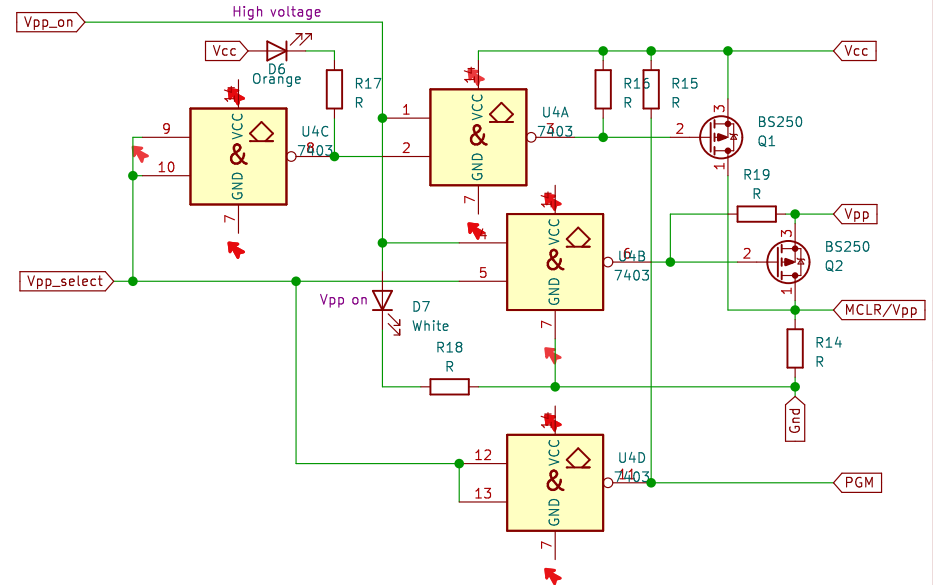 High voltage
Vpp_on
Vcc
D6
Orange
R17
R
9
10
VCC
&
GND
7
U4C
7403
8
1
2
VCC
&
GND
7
U4A
7403
3
R16
R
R15
R
Vcc
2
3
1
BS250
Q1
R19
R
Vpp
4
5
VCC
&
GND
7
U4B
7403
6
2
3
1
BS250
Q2
Vpp_select
Vpp on
D7
White
MCLR/Vpp
R18
R
R14
R
Gnd
12
13
VCC
&
GND
7
U4D
7403
11
PGM